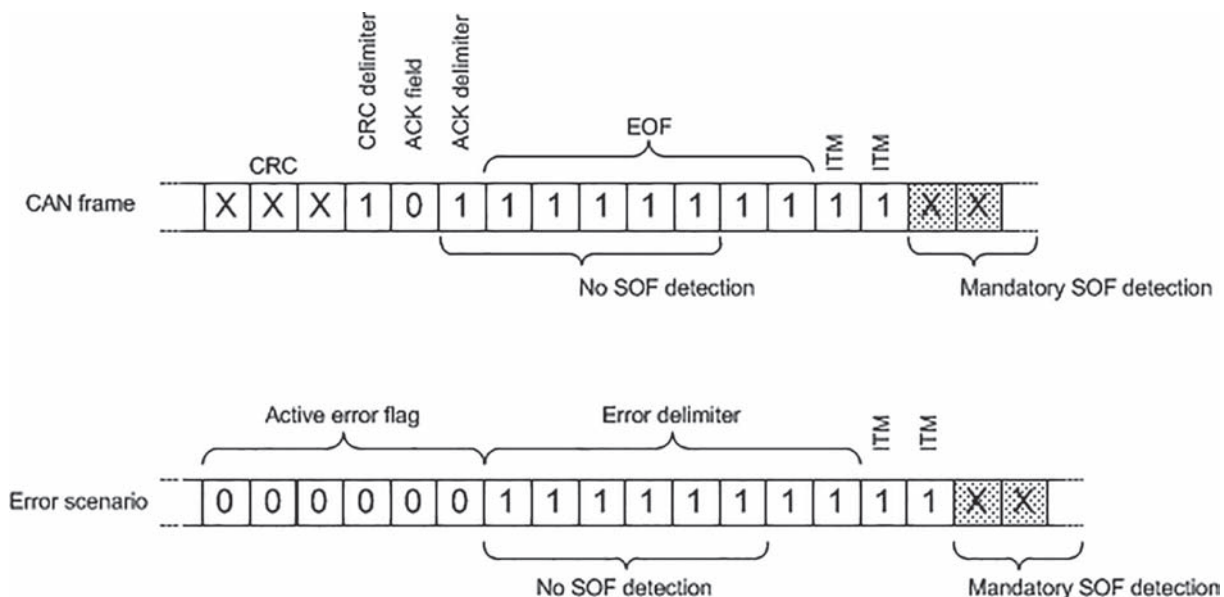 CRC delimiter
ACK field
ACK delimiter
EOF
ITM
ITM
CRC
CAN frame
X X X 1 0 1 1 1 1 1 1 1 1 1 1 X X
No SOF detection
Mandatory SOF detection
Active error flag
Error delimiter
ITM
ITM
Error scenario
0 0 0 0 0 0 1 1 1 1 1 1 1 1 1 1 X X
No SOF detection
Mandatory SOF detection